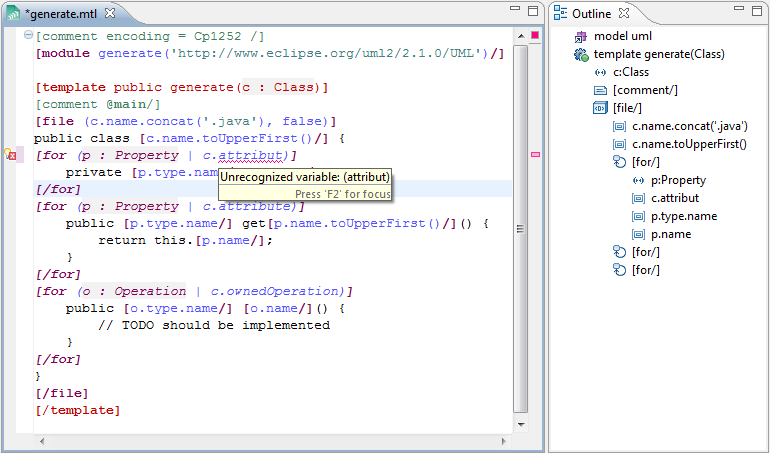 *generate.mtl
[comment encoding = Cp1252 /]
[module generate('http://www.eclipse.org/uml2/2.1.0/UML')/]
[template public generate(c : Class)]
[comment @main/]
[file (c.name.concat('.java'), false)]
public class [c.name.toUpperFirst()/] {
[for (p : Property | c.attribut)]
private [p.type.nam
Unrecognized variable: (attribut)
Press 'F2' for focus
[/for]
[for (p : Property | c.attribute)]
public [p.type.name/] get[p.name.toUpperFirst()/]() {
return this.[p.name/];
}
[/for]
[for (o : Operation | c.ownedOperation)]
public [o.type.name/] [o.name/]() {
// TODO should be implemented
}
[/for]
}
[/file]
[/template]
Outline
model uml
template generate(Class)
c:Class
[comment/]
[file/]
c.name.concat('.java')
c.name.toUpperFirst()
[for/]
p:Property
c.attribut
p.type.name
p.name
[for/]
[for/]